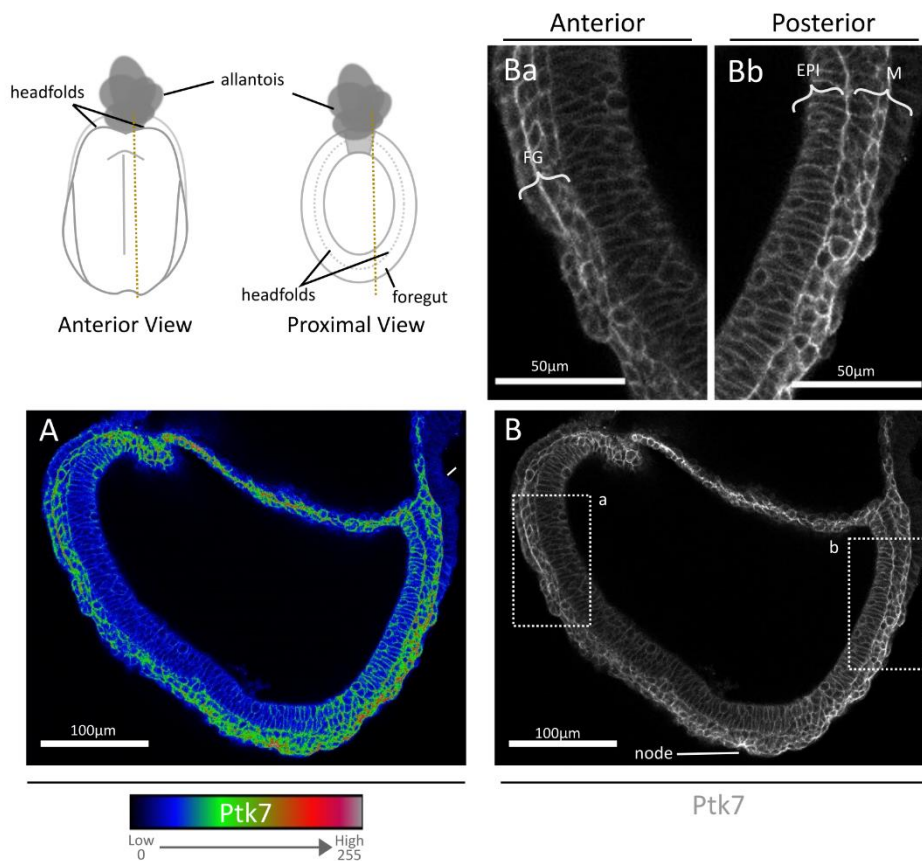 Anterior
Posterior
headfolds
allantois
headfolds
foregut
Anterior View
Proximal View
Ba
FG
50µm
Bb
EPI
M
50µm
A
100µm
B
a
b
100µm
node
Ptk7
Low
0
High
255
Ptk7